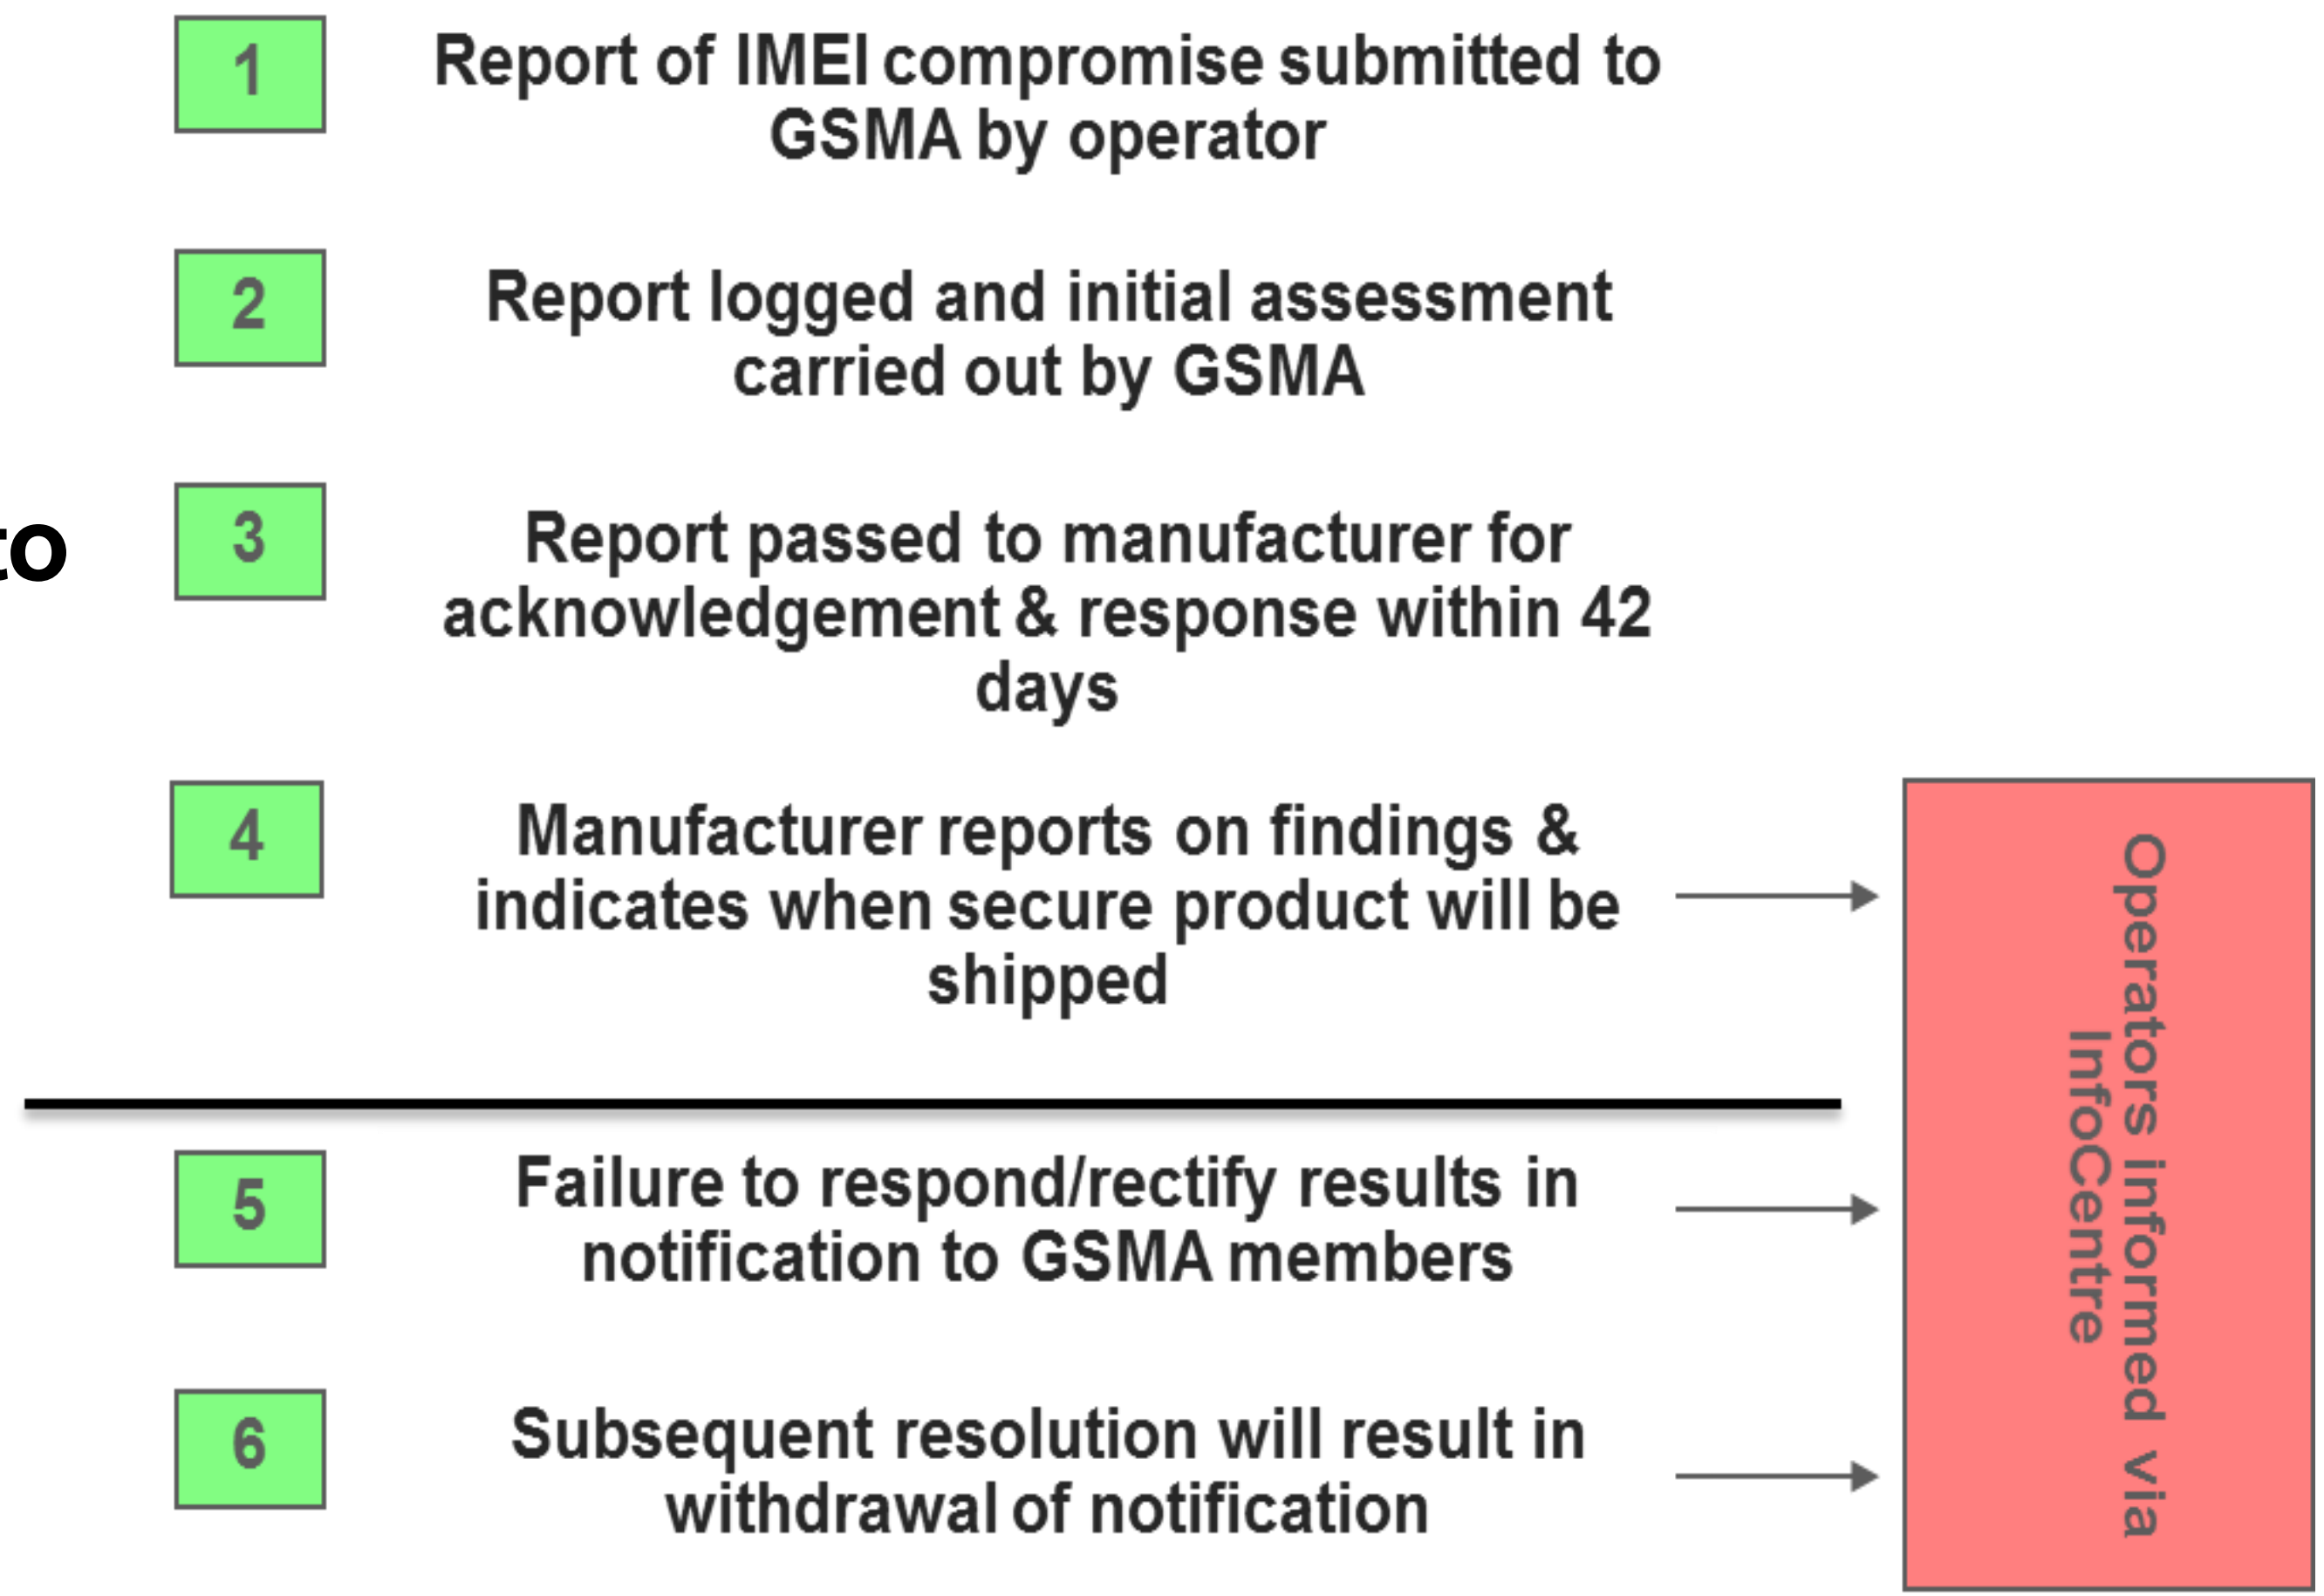 1
Report of IMEI compromise submitted to
GSMA by operator
2
Report logged and initial assessment
carried out by GSMA
to
3
Report passed to manufacturer for
acknowledgement & response within 42
days
4
Manufacturer reports on findings &
indicates when secure product will be
shipped
5
Failure to respond/rectify results in
notification to GSMA members
6
Subsequent resolution will result in
withdrawal of notification
Operators informed via
InfoCentre